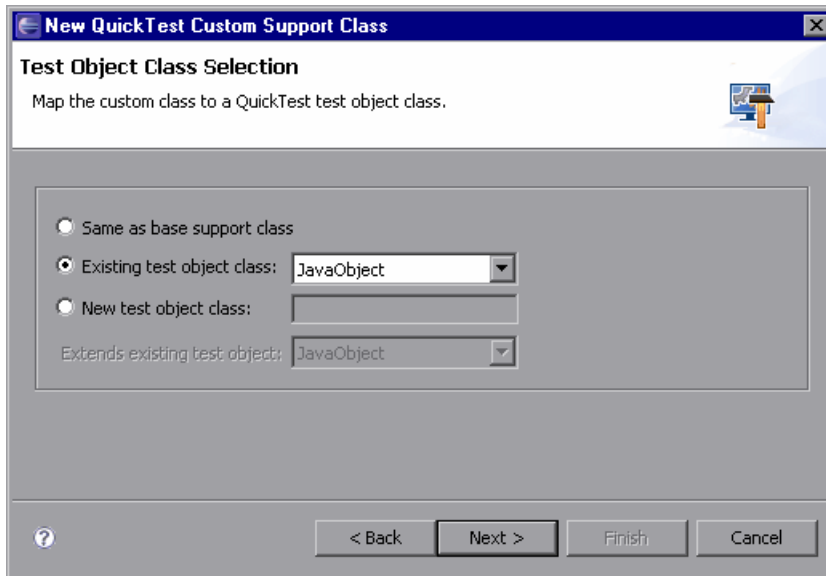 New QuickTest Custom Support Class
Test Object Class Selection
Map the custom class to a QuickTest test object class.
Same as base support class
Existing test object class: JavaObject
New test object class:
Extends existing test object: JavaObject
? < Back Next > Finish Cancel